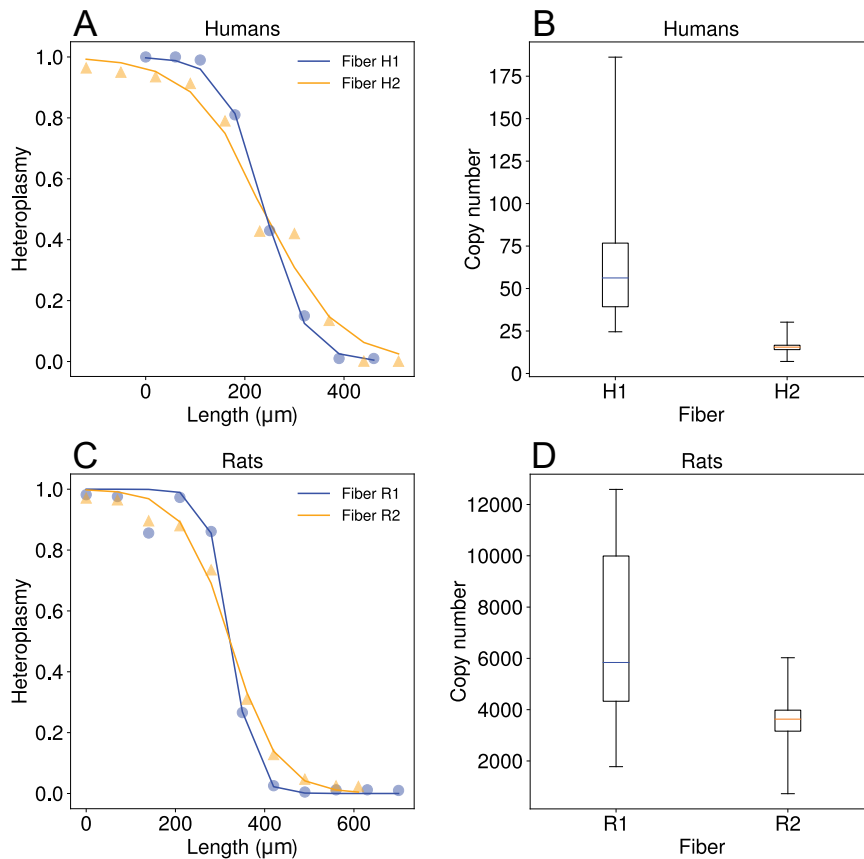 A
Humans
Heteroplasmy
1.0
0.8
0.6
0.4
0.2
0.0
Fiber H1
Fiber H2
0
200
400
Length (μm)
B
Humans
Copy number
175
150
125
100
75
50
25
0
H1
H2
Fiber
C
Rats
Heteroplasmy
1.0
0.8
0.6
0.4
0.2
0.0
Fiber R1
Fiber R2
0
200
400
600
Length (μm)
D
Rats
Copy number
12000
10000
8000
6000
4000
2000
R1
R2
Fiber